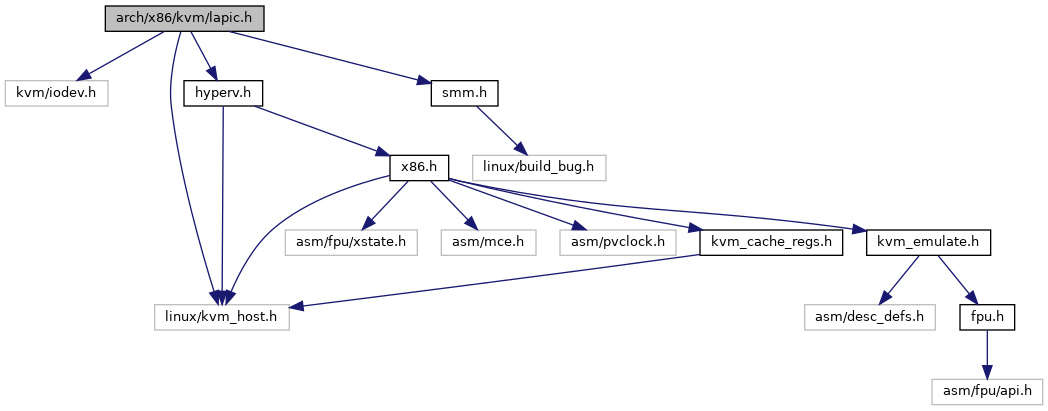 arch/x86/kvm/lapic.h
kvm/iodev.h
hyperv.h
smm.h
x86.h
linux/build_bug.h
asm/fpu/xstate.h
asm/mce.h
asm/pvclock.h
kvm_cache_regs.h
kvm_emulate.h
linux/kvm_host.h
asm/desc_defs.h
fpu.h
asm/fpu/api.h